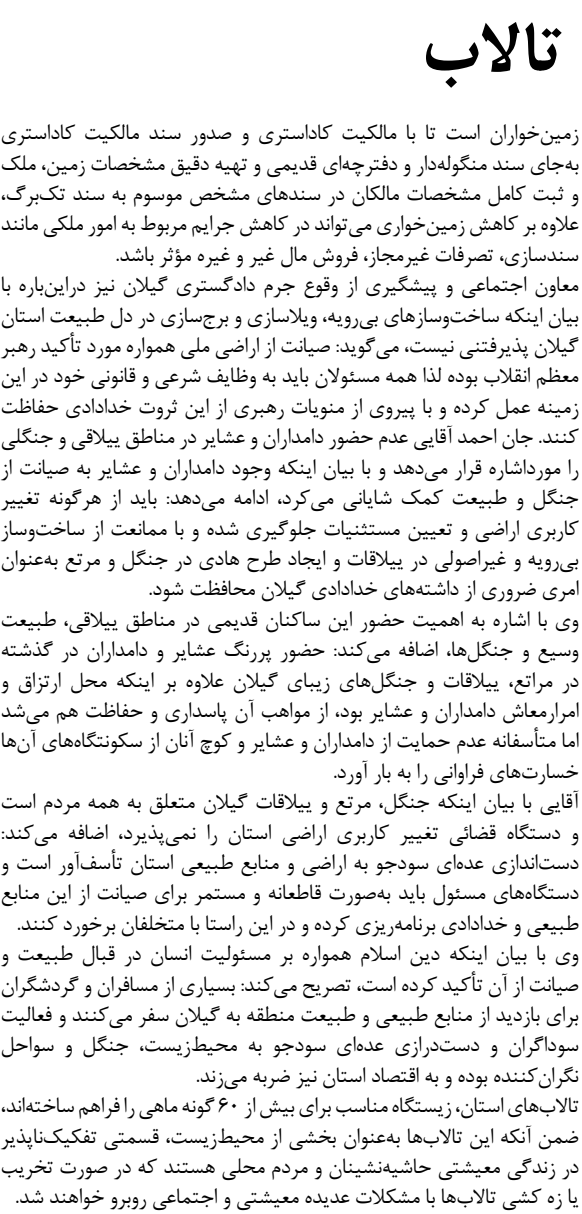 تالاب
زمین‌خواران است تا با مالکیت کاداستری و صدور سند مالکیت کاداستری
به‌جای سند منگوله‌دار و دفترچه‌ای قدیمی و تهیه دقیق مشخصات زمین، ملک
و ثبت کامل مشخصات مالکان در سندهای مشخص موسوم به سند تک‌برگ،
علاوه بر کاهش زمین‌خواری می‌تواند در کاهش جرایم مربوط به امور ملکی مانند
سندسازی، تصرفات غیرمجاز، فروش مال غیر و غیره مؤثر باشد.
معاون اجتماعی و پیشگیری از وقوع جرم دادگستری گیلان نیز دراین‌باره با
بیان اینکه ساخت‌وسازهای بی‌رویه، ویلاسازی و برج‌سازی در دل طبیعت استان
گیلان پذیرفتنی نیست، می‌گوید: صیانت از اراضی ملی همواره مورد تأکید رهبر
معظم انقلاب بوده لذا همه مسئولان باید به وظایف شرعی و قانونی خود در این
زمینه عمل کرده و با پیروی از منویات رهبری از این ثروت خدادادی حفاظت
کنند. جان احمد آقایی عدم حضور دامداران و عشایر در مناطق ییلاقی و جنگلی
را مورداشاره قرار می‌دهد و با بیان اینکه وجود دامداران و عشایر به صیانت از
جنگل و طبیعت کمک شایانی می‌کرد، ادامه می‌دهد: باید از هرگونه تغییر
کاربری اراضی و تعیین مستثنیات جلوگیری شده و با ممانعت از ساخت‌وساز
بی‌رویه و غیراصولی در ییلاقات و ایجاد طرح هادی در جنگل و مرتع به‌عنوان
امری ضروری از داشته‌های خدادادی گیلان محافظت شود.
وی با اشاره به اهمیت حضور این ساکنان قدیمی در مناطق ییلاقی، طبیعت
وسیع و جنگل‌ها، اضافه می‌کند: حضور پررنگ عشایر و دامداران در گذشته
در مراتع، ییلاقات و جنگل‌های زیبای گیلان علاوه بر اینکه محل ارتزاق و
امرارمعاش دامداران و عشایر بود، از مواهب آن پاسداری و حفاظت هم می‌شد
اما متأسفانه عدم حمایت از دامداران و عشایر و کوچ آنان از سکونتگاه‌های آن‌ها
خسارت‌های فراوانی را به بار آورد.
آقایی با بیان اینکه جنگل، مرتع و ییلاقات گیلان متعلق به همه مردم است
و دستگاه قضائی تغییر کاربری اراضی استان را نمی‌پذیرد، اضافه می‌کند:
دست‌اندازی عده‌ای سودجو به اراضی و منابع طبیعی استان تأسف‌آور است و
دستگاه‌های مسئول باید به‌صورت قاطعانه و مستمر برای صیانت از این منابع
طبیعی و خدادادی برنامه‌ریزی کرده و در این راستا با متخلفان برخورد کنند.
وی با بیان اینکه دین اسلام همواره بر مسئولیت انسان در قبال طبیعت و
صیانت از آن تأکید کرده است، تصریح می‌کند: بسیاری از مسافران و گردشگران
برای بازدید از منابع طبیعی و طبیعت منطقه به گیلان سفر می‌کنند و فعالیت
سوداگران و دست‌درازی عده‌ای سودجو به محیط‌زیست، جنگل و سواحل
نگران‌کننده بوده و به اقتصاد استان نیز ضربه می‌زند.
تالاب‌های استان، زیستگاه مناسب برای بیش از ۶۰ گونه ماهی را فراهم ساخته‌اند،
ضمن آنکه این تالاب‌ها به‌عنوان بخشی از محیط‌زیست، قسمتی تفکیک‌ناپذیر
در زندگی معیشتی حاشیه‌نشینان و مردم محلی هستند که در صورت تخریب
یا زه کشی تالاب‌ها با مشکلات عدیده معیشتی و اجتماعی روبرو خواهند شد.